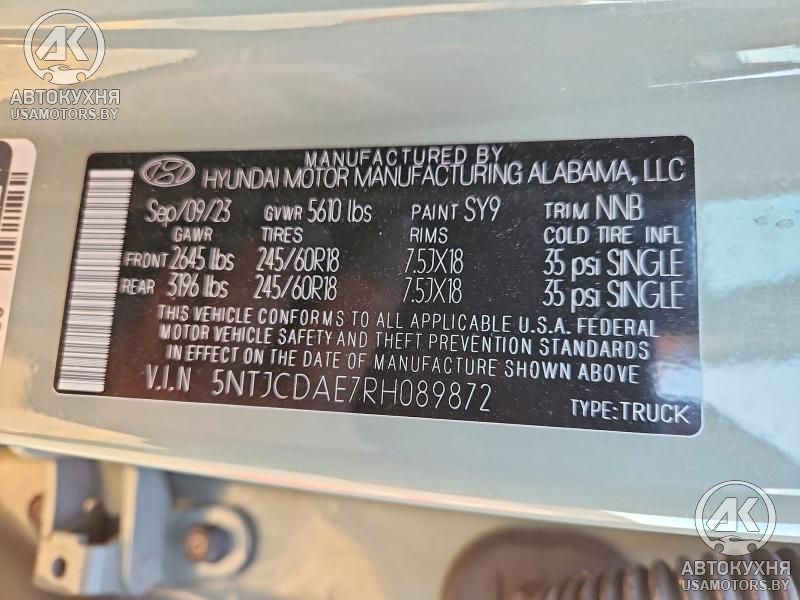 АК
АВТОКУХНЯ
USAMOTORS.BY
MANUFACTURED BY
HYUNDAI MOTOR MANUFACTURING ALABAMA, LLC
Sep/09/23 GVWR 5610 lbs PAINT SY9 TRIM NNB
GAWR TIRES RIMS COLD TIRE INFL
FRONT 2645 lbs 245/60R18 7.5JX18 35 psi SINGLE
REAR 3196 lbs 245/60R18 7.5JX18 35 psi SINGLE
THIS VEHICLE CONFORMS TO ALL APPLICABLE U.S.A. FEDERAL
MOTOR VEHICLE SAFETY AND THEFT PREVENTION STANDARDS
IN EFFECT ON THE DATE OF MANUFACTURE SHOWN ABOVE
V.I.N 5NTJCDAE7RH089872 TYPE:TRUCK
АК
АВТОКУХНЯ
USAMOTORS.BY